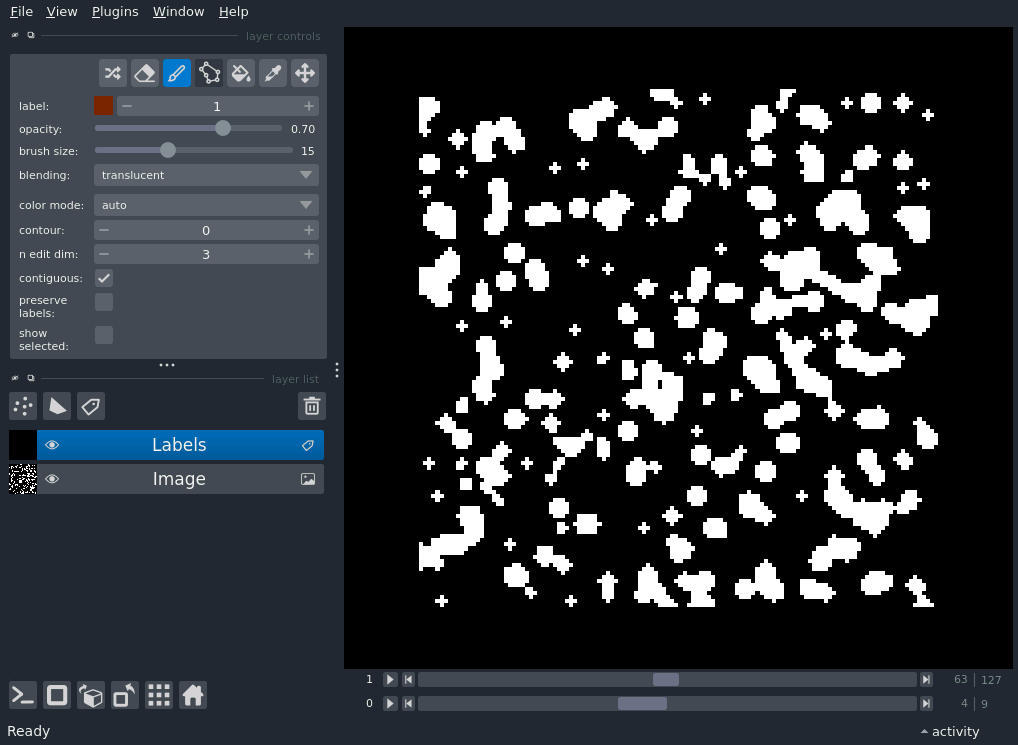 File View Plugins Window Help
layer controls
label: 1
opacity: 0.70
brush size: 15
blending: translucent
color mode: auto
contour: 0
n edit dim: 3
contiguous:
preserve
labels:
show
selected:
layer list
Labels
Image
1 63 127
0 4 9
Ready activity